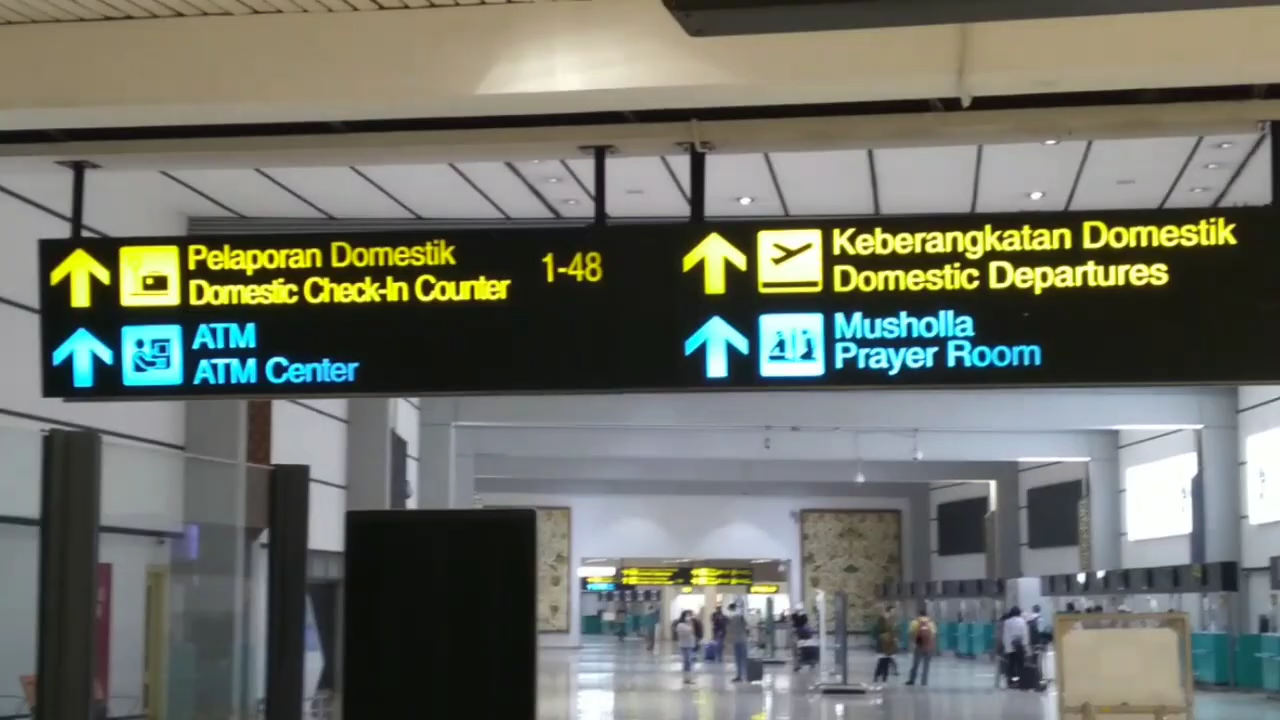 Pelaporan Domestik
Domestic Check-In Counter
1-48
ATM
ATM Center
Keberangkatan Domestik
Domestic Departures
Musholla
Prayer Room